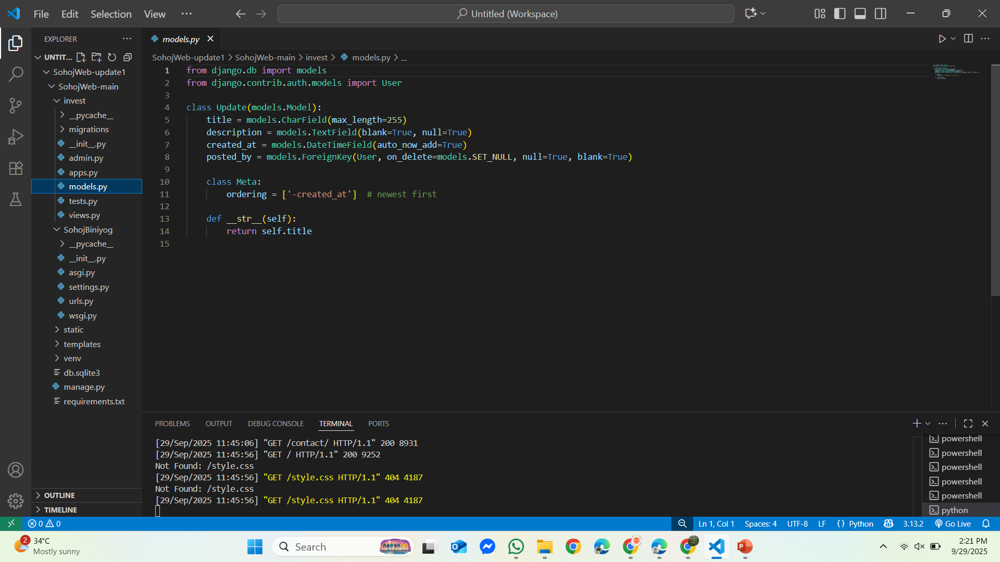 File Edit Selection View ··· Untitled (Workspace)
EXPLORER ···
UNTIT...
SohojWeb-update1
SohojWeb-main
invest
__pycache__
migrations
__init__.py
admin.py
apps.py
models.py
tests.py
views.py
SohojBiniyog
__pycache__
__init__.py
asgi.py
settings.py
urls.py
wsgi.py
static
templates
venv
db.sqlite3
manage.py
requirements.txt
OUTLINE
TIMELINE
models.py
SohojWeb-update1 > SohojWeb-main > invest > models.py > ...
1 from django.db import models
2 from django.contrib.auth.models import User
3
4 class Update(models.Model):
5     title = models.CharField(max_length=255)
6     description = models.TextField(blank=True, null=True)
7     created_at = models.DateTimeField(auto_now_add=True)
8     posted_by = models.ForeignKey(User, on_delete=models.SET_NULL, null=True, blank=True)
9
10     class Meta:
11         ordering = ['-created_at']  # newest first
12
13     def __str__(self):
14         return self.title
15
PROBLEMS OUTPUT DEBUG CONSOLE TERMINAL PORTS
[29/Sep/2025 11:45:06] "GET /contact/ HTTP/1.1" 200 8931
[29/Sep/2025 11:45:56] "GET / HTTP/1.1" 200 9252
Not Found: /style.css
[29/Sep/2025 11:45:56] "GET /style.css HTTP/1.1" 404 4187
Not Found: /style.css
[29/Sep/2025 11:45:56] "GET /style.css HTTP/1.1" 404 4187
powershell
powershell
powershell
powershell
powershell
python
0 0 Ln 1, Col 1 Spaces: 4 UTF-8 LF {} Python 3.13.2 Go Live
2
34°C
Mostly sunny
Search
2:21 PM
9/29/2025